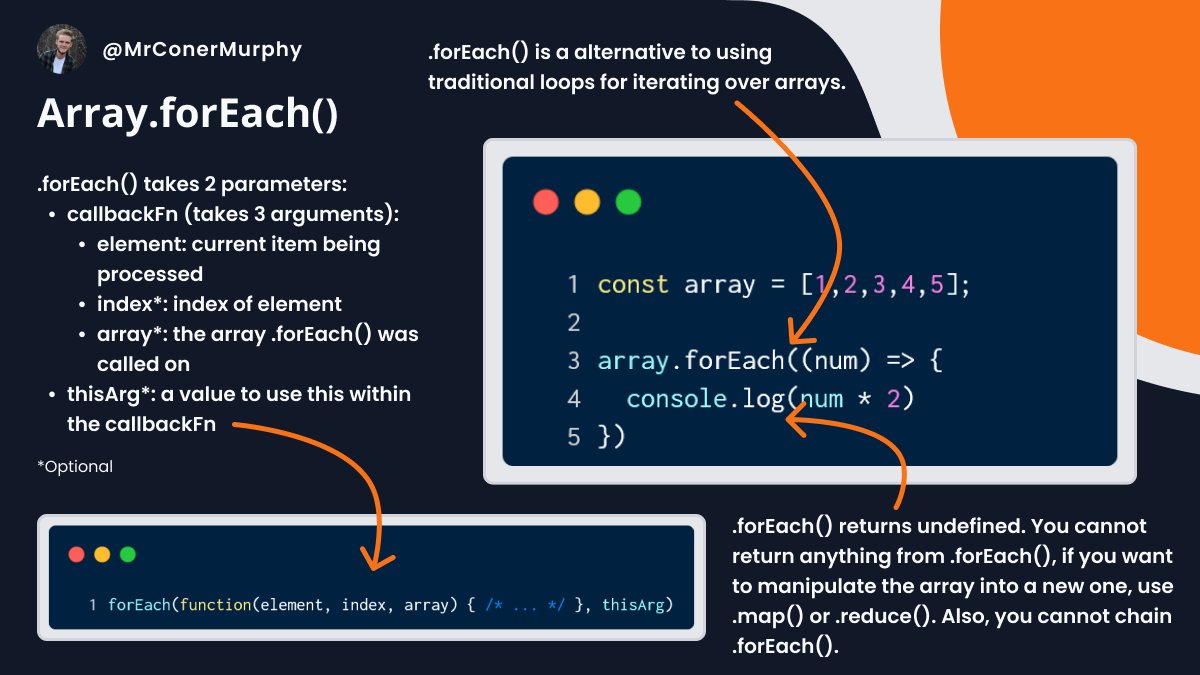 @MrConerMurphy
Array.forEach()
.forEach() takes 2 parameters:
• callbackFn (takes 3 arguments):
• element: current item being
processed
• index*: index of element
• array*: the array .forEach() was
called on
• thisArg*: a value to use this within
the callbackFn
*Optional
1 forEach(function(element, index, array) { /* ... */ }, thisArg)
.forEach() is a alternative to using
traditional loops for iterating over arrays.
1 const array = [1,2,3,4,5];
2
3 array.forEach((num) => {
4   console.log(num * 2)
5 })
.forEach() returns undefined. You cannot
return anything from .forEach(), if you want
to manipulate the array into a new one, use
.map() or .reduce(). Also, you cannot chain
.forEach().